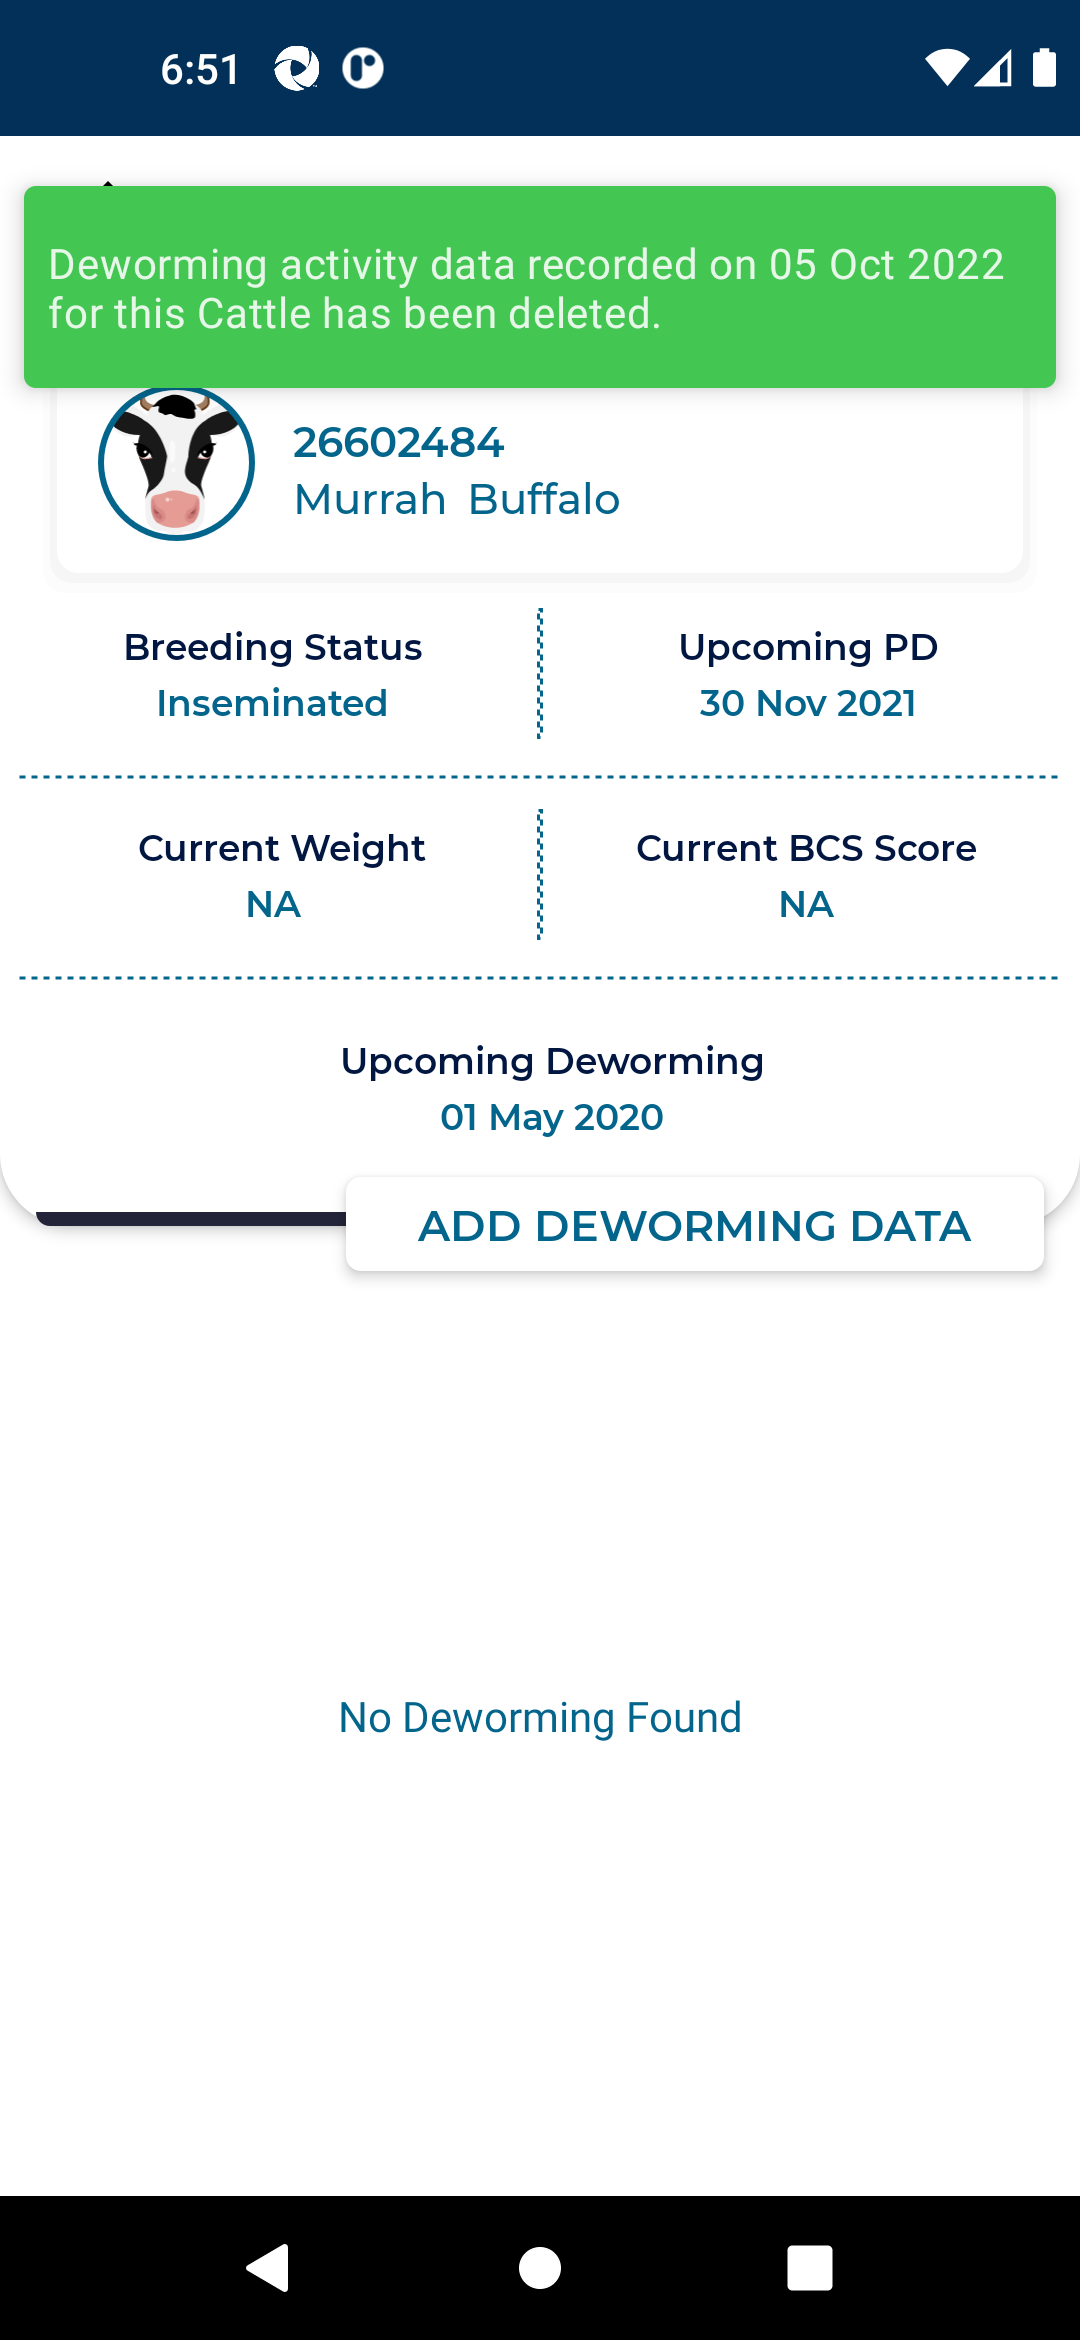 6:51
Deworming activity data recorded on 05 Oct 2022
for this Cattle has been deleted.
26602484
Murrah Buffalo
Breeding Status
Inseminated
Upcoming PD
30 Nov 2021
Current Weight
NA
Current BCS Score
NA
Upcoming Deworming
01 May 2020
ADD DEWORMING DATA
No Deworming Found